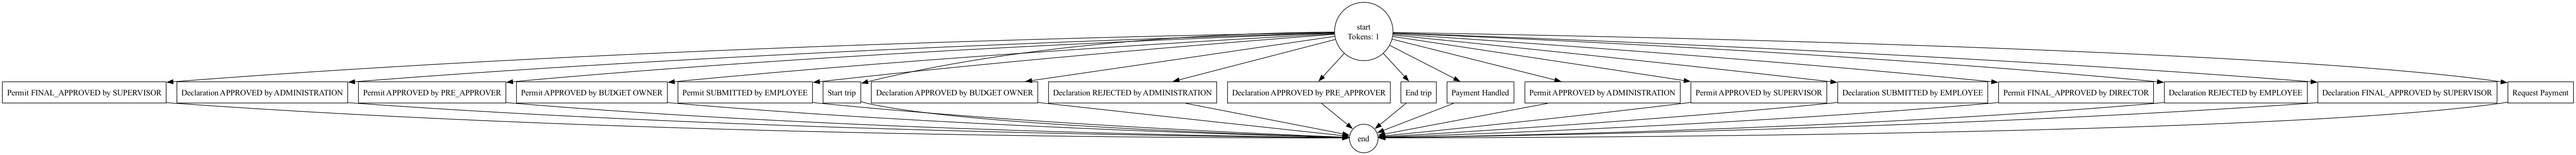 start
Tokens: 1
Permit FINAL_APPROVED by SUPERVISOR
Declaration APPROVED by ADMINISTRATION
Permit APPROVED by PRE_APPROVER
Permit APPROVED by BUDGET OWNER
Permit SUBMITTED by EMPLOYEE
Start trip
Declaration APPROVED by BUDGET OWNER
Declaration REJECTED by ADMINISTRATION
Declaration APPROVED by PRE_APPROVER
End trip
Payment Handled
Permit APPROVED by ADMINISTRATION
Permit APPROVED by SUPERVISOR
Declaration SUBMITTED by EMPLOYEE
Permit FINAL_APPROVED by DIRECTOR
Declaration REJECTED by EMPLOYEE
Declaration FINAL_APPROVED by SUPERVISOR
Request Payment
end